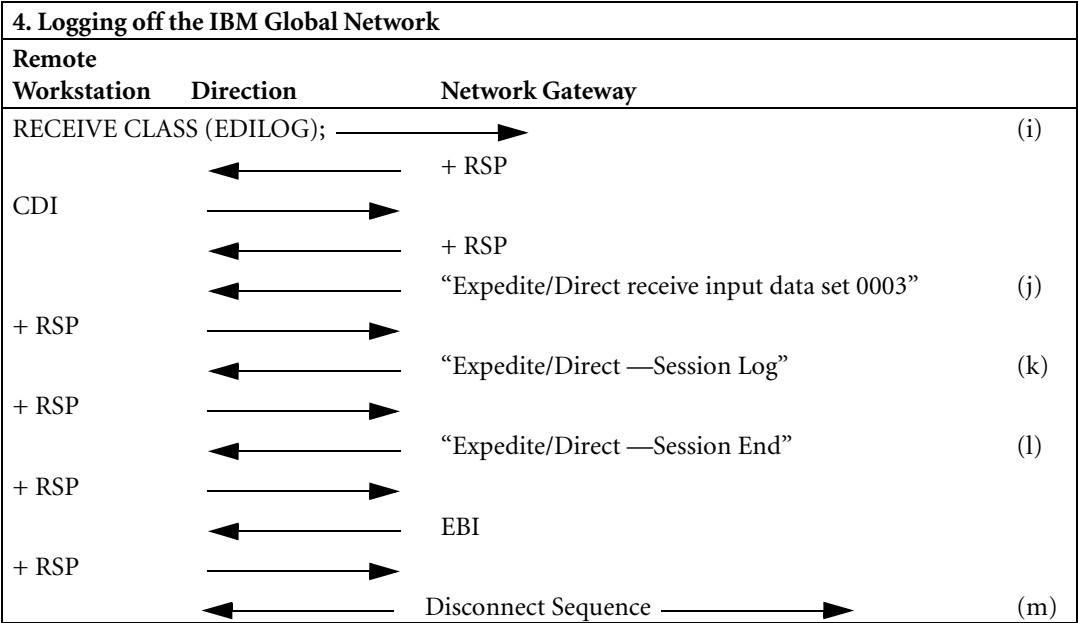 4. Logging off the IBM Global Network
Remote
Workstation Direction Network Gateway
RECEIVE CLASS (EDILOG); (i)
+ RSP
CDI
+ RSP
“Expedite/Direct receive input data set 0003” (j)
+ RSP
“Expedite/Direct —Session Log” (k)
+ RSP
“Expedite/Direct —Session End” (l)
+ RSP
EBI
+ RSP
Disconnect Sequence (m)